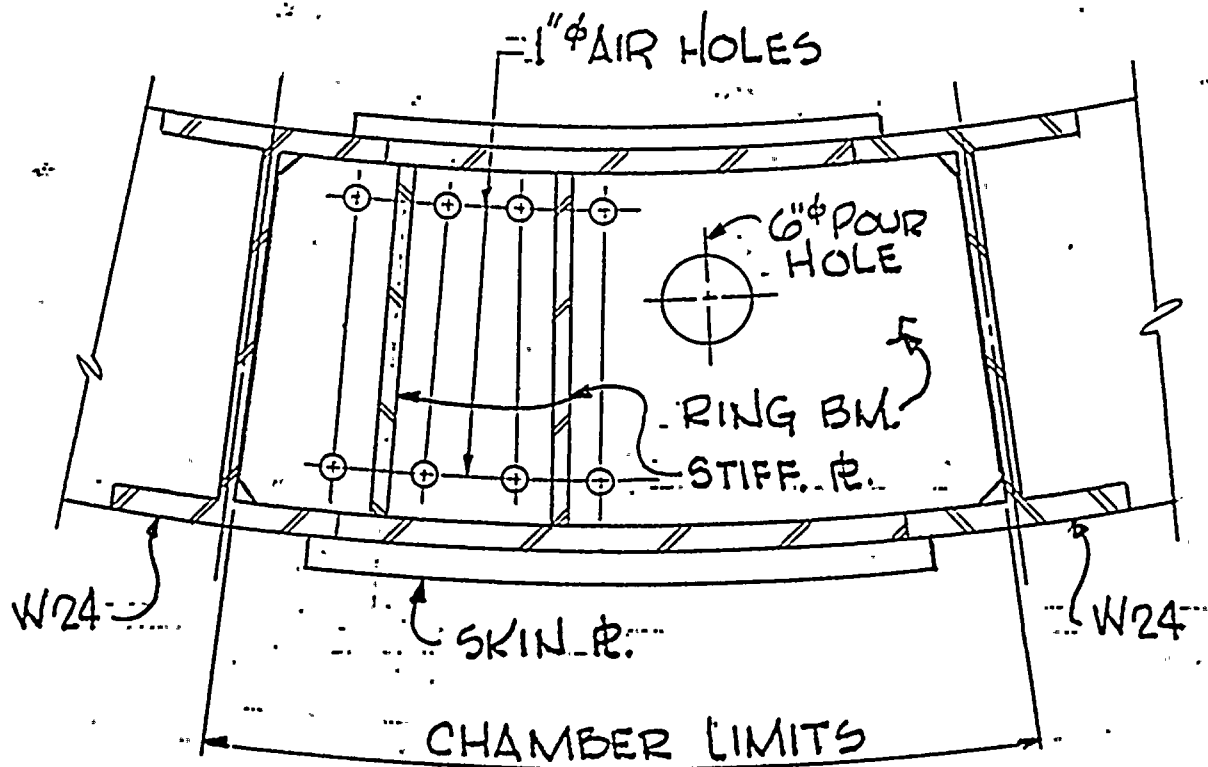 1"⌀ AIR HOLES
6"⌀ POUR
HOLE
RING BM.
STIFF. ℄.
W24
W24
SKIN ℄.
CHAMBER LIMITS